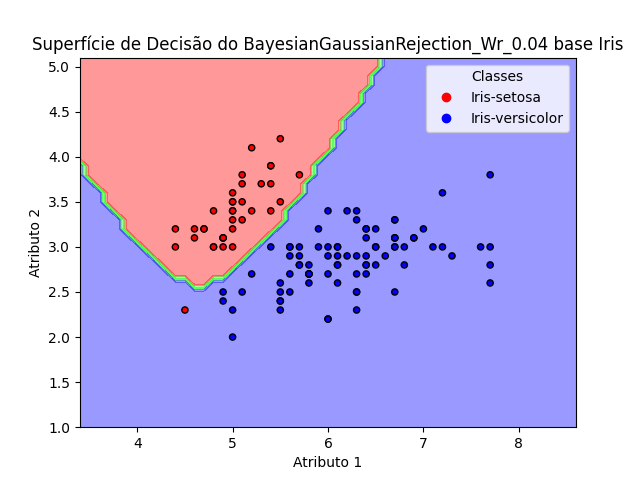 Superfície de Decisão do BayesianGaussianRejection_Wr_0.04 base Iris
Classes
Iris-setosa
Iris-versicolor
5.0
4.5
4.0
3.5
3.0
2.5
2.0
1.5
1.0
Atributo 2
4 5 6 7 8
Atributo 1